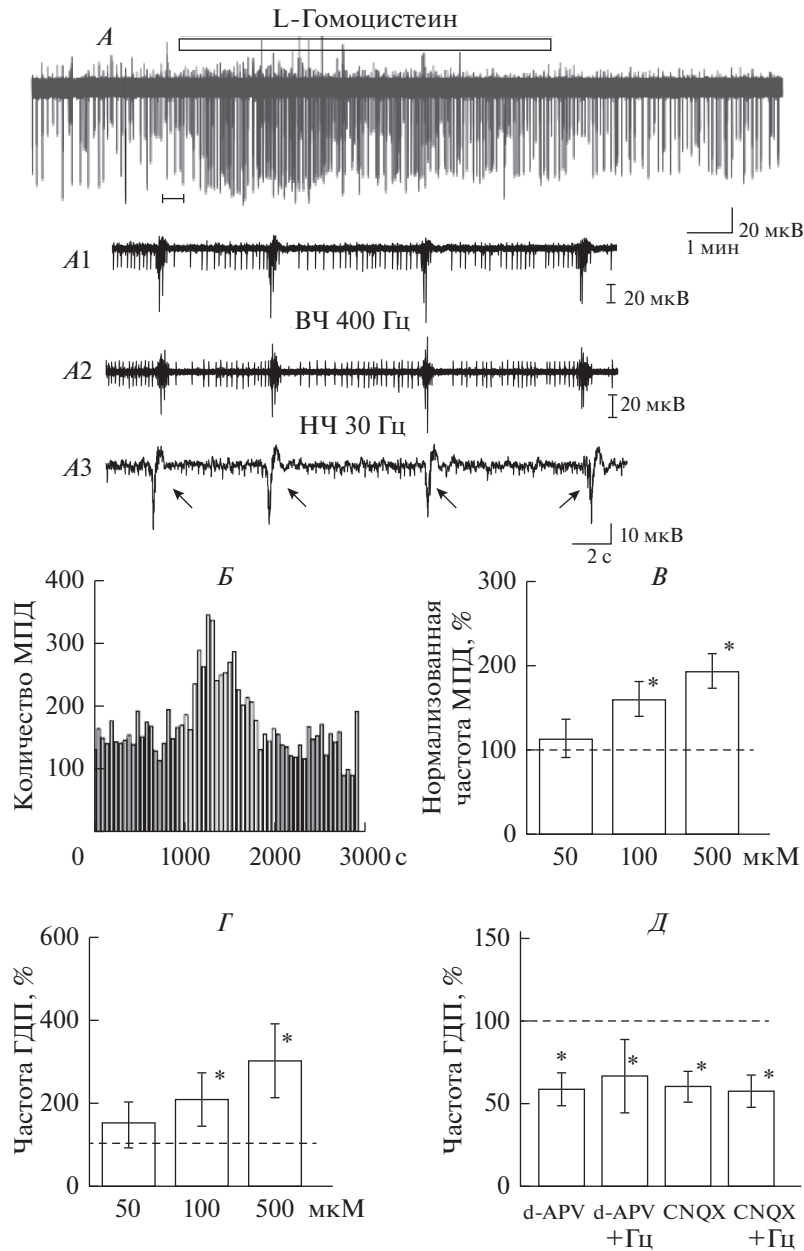 L-Гомоцистеин
А
20 мкВ
1 мин
А1
20 мкВ
ВЧ 400 Гц
А2
20 мкВ
НЧ 30 Гц
А3
10 мкВ
2 с
Б
Количество МПД
400
300
200
100
0
1000
2000
3000 с
В
Нормализованная
частота МПД, %
300
200
100
0
*
*
50
100
500
мкМ
Г
Частота ГДП, %
600
400
200
0
*
*
50
100
500
мкМ
Д
Частота ГДП, %
150
100
50
0
*
*
*
*
d-APV
d-APV
+Гц
CNQX
CNQX
+Гц